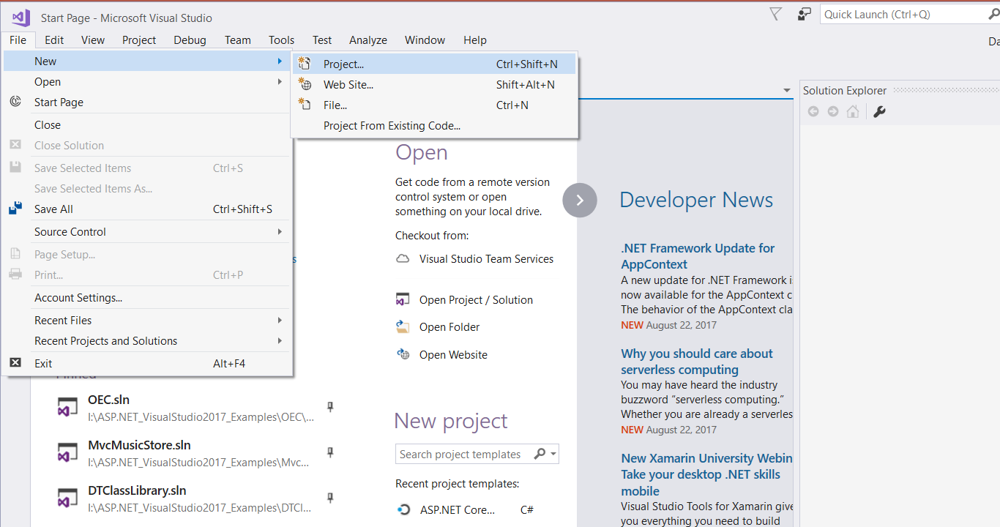 Start Page - Microsoft Visual Studio
Quick Launch (Ctrl+Q)
File Edit View Project Debug Team Tools Test Analyze Window Help
New
Open
Start Page
Close
Close Solution
Save Selected Items Ctrl+S
Save Selected Items As...
Save All Ctrl+Shift+S
Source Control
Page Setup...
Print... Ctrl+P
Account Settings...
Recent Files
Recent Projects and Solutions
Exit Alt+F4
Project... Ctrl+Shift+N
Web Site... Shift+Alt+N
File... Ctrl+N
Project From Existing Code...
Pinned
OEC.sln
I:\ASP.NET_VisualStudio2017_Examples\OEC\...
MvcMusicStore.sln
I:\ASP.NET_VisualStudio2017_Examples\Mvc...
DTClassLibrary.sln
I:\ASP.NET_VisualStudio2017_Examples\DTCl...
Open
Get code from a remote version
control system or open
something on your local drive.
Checkout from:
Visual Studio Team Services
Open Project / Solution
Open Folder
Open Website
New project
Search project templates
Recent project templates:
ASP.NET Core... C#
Developer News
.NET Framework Update for
AppContext
A new update for .NET Framework i
now available for the AppContext c
The behavior of the AppContext cla
NEW August 22, 2017
Why you should care about
serverless computing
You may have heard the industry
buzzword “serverless computing.”
Whether you are already a serverles
NEW August 22, 2017
New Xamarin University Webin
Take your desktop .NET skills
mobile
Visual Studio Tools for Xamarin give
you everything you need to build
Solution Explorer
Da